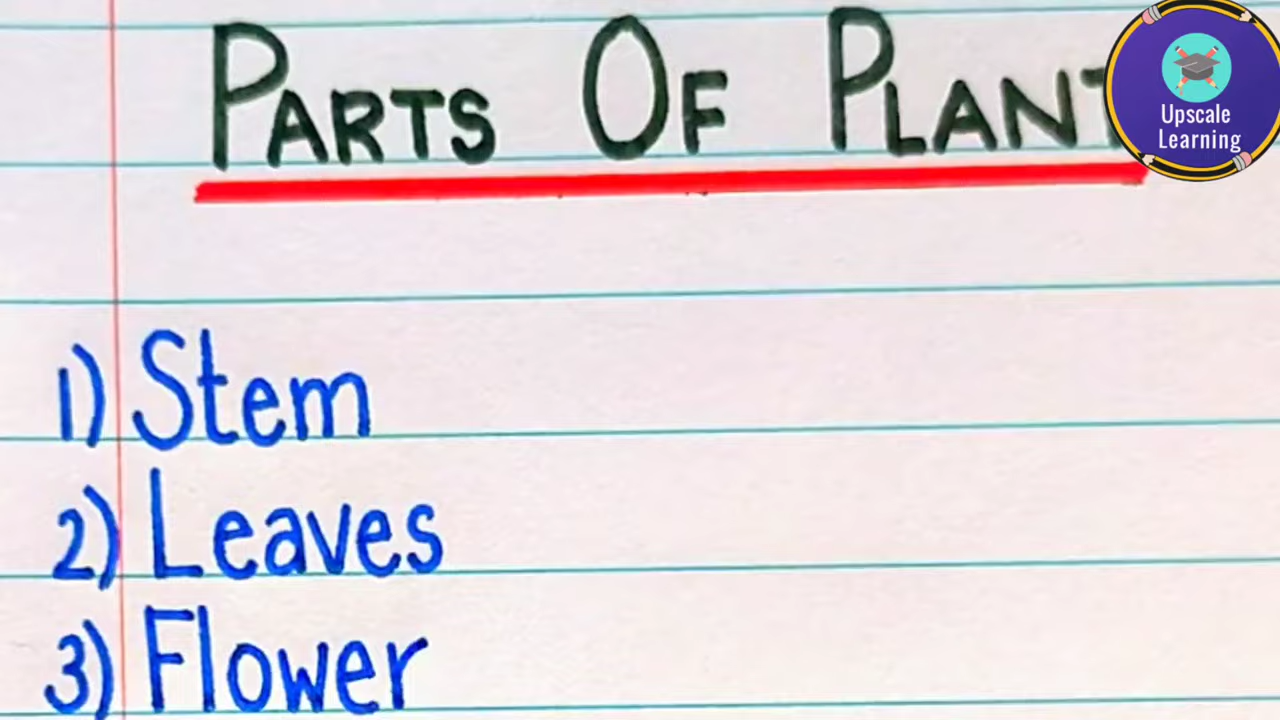 PARTS OF PLANT
Upscale
Learning
1) Stem
2) Leaves
3) Flower